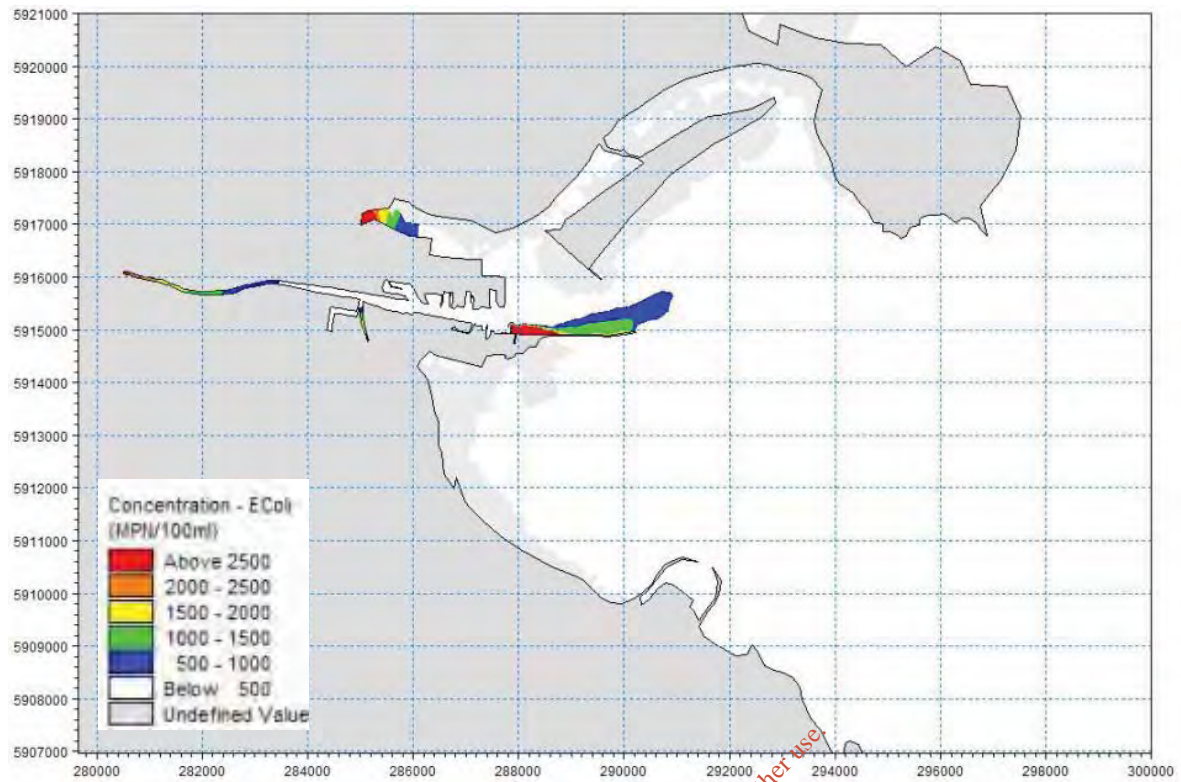 5921000
5920000
5919000
5918000
5917000
5916000
5915000
5914000
5913000
5912000
5911000
5910000
5909000
5908000
5907000
Concentration - EColi
(MPN/100ml)
Above 2500
2000 - 2500
1500 - 2000
1000 - 1500
500 - 1000
Below 500
Undefined Value
280000 282000 284000 286000 288000 290000 292000 294000 296000 298000 300000
her use.